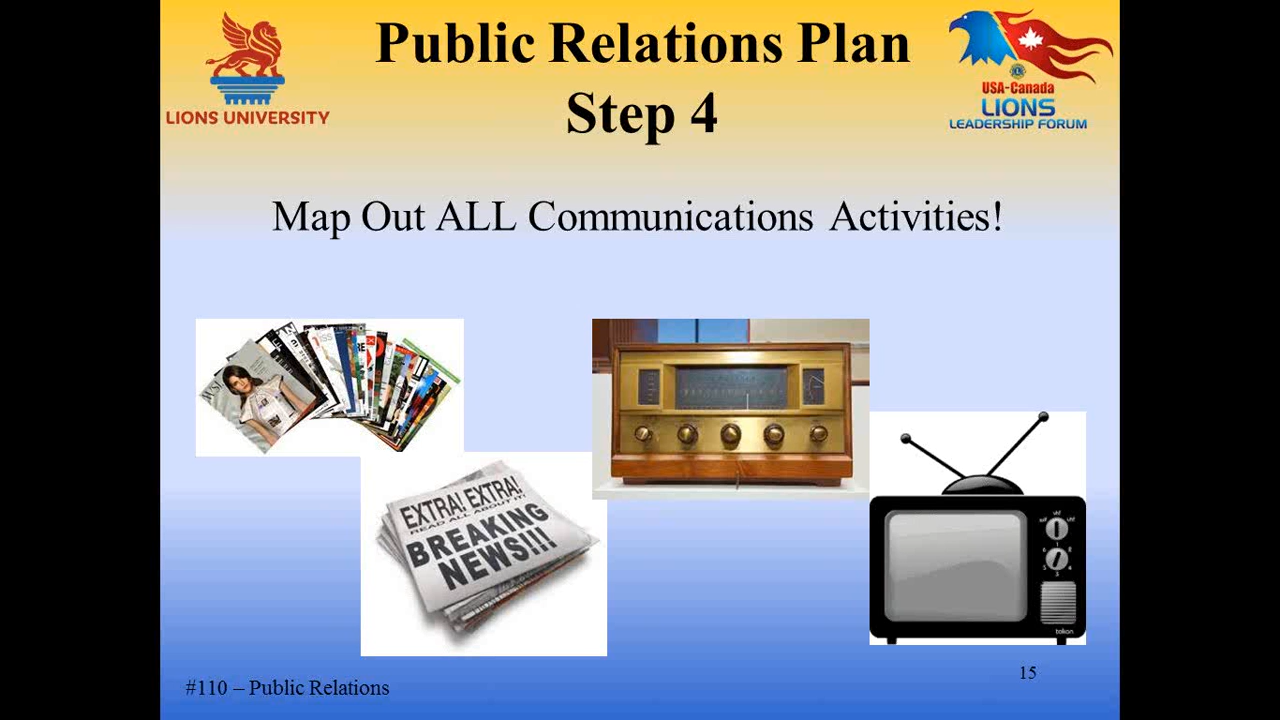 Public Relations Plan
Step 4
LIONS UNIVERSITY
USA-Canada
LIONS
LEADERSHIP FORUM
Map Out ALL Communications Activities!
WSJ
EXTRA! EXTRA!
READ ALL ABOUT IT!
BREAKING
NEWS!!!
#110 – Public Relations
15